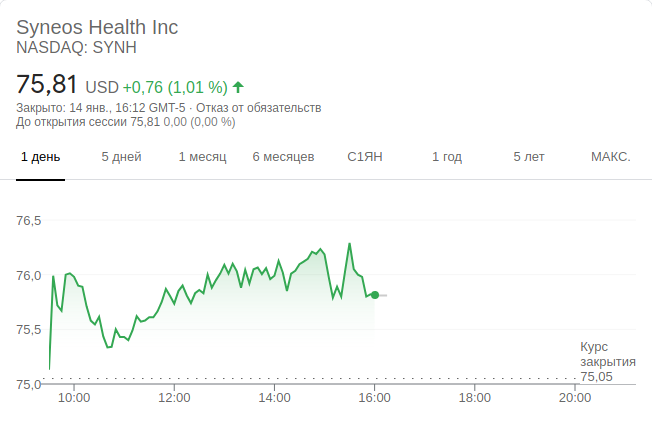 Syneos Health Inc
NASDAQ: SYNH
75,81 USD +0,76 (1,01 %)
Закрыто: 14 янв., 16:12 GMT-5 · Отказ от обязательств
До открытия сессии 75,81 0,00 (0,00 %)
1 день 5 дней 1 месяц 6 месяцев С1ЯН 1 год 5 лет МАКС.
76,5
76,0
75,5
Курс
закрытия
75,05
75,0
10:00 12:00 14:00 16:00 18:00 20:00